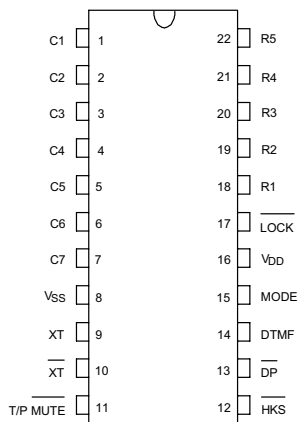 C1 1 22 R5
C2 2 21 R4
C3 3 20 R3
C4 4 19 R2
C5 5 18 R1
C6 6 17 LOCK
C7 7 16 VDD
VSS 8 15 MODE
XT 9 14 DTMF
XT 10 13 DP
T/P MUTE 11 12 HKS